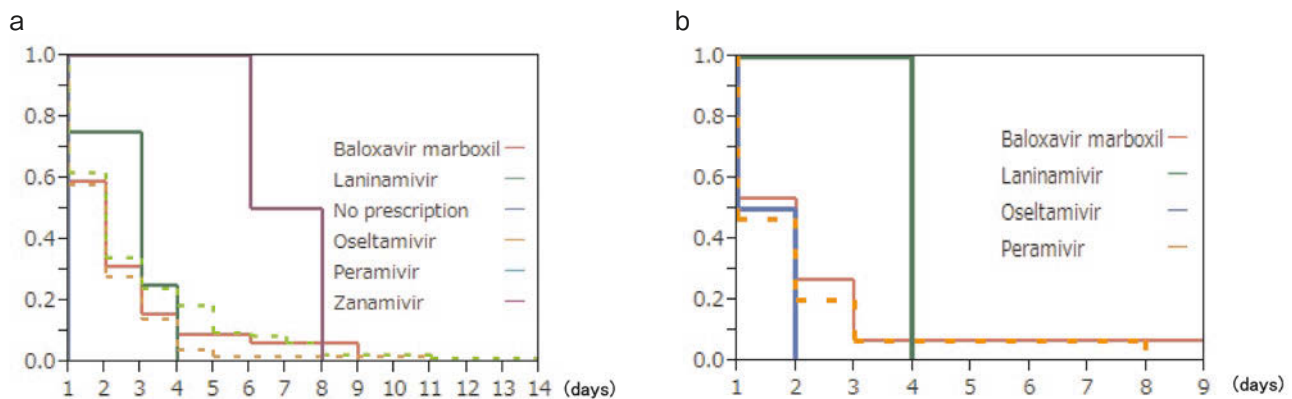 a
1.0
0.8
0.6
0.4
0.2
0.0
Baloxavir marboxil
Laninamivir
No prescription
Oseltamivir
Peramivir
Zanamivir
1 2 3 4 5 6 7 8 9 10 11 12 13 14 (days)
b
1.0
0.8
0.6
0.4
0.2
0.0
Baloxavir marboxil
Laninamivir
Oseltamivir
Peramivir
1 2 3 4 5 6 7 8 9 (days)